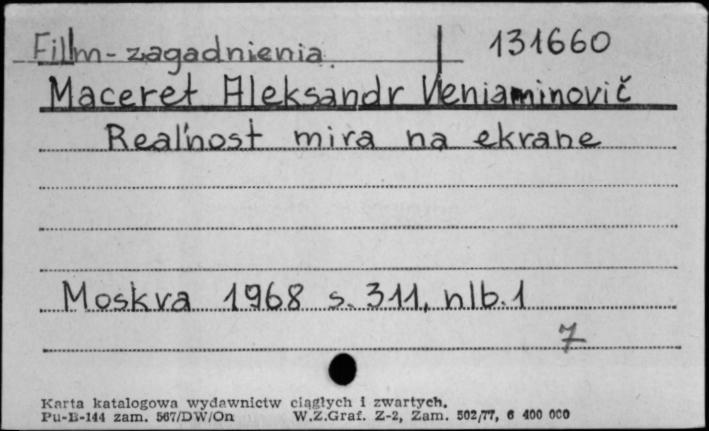 Film - zagadnienia 131660
Maceret Aleksandr Veniaminovič
Real'nost mira na ekrane
Moskva 1968 s. 311, nlb. 1
7
Karta katalogowa wydawnictw ciągłych i zwartych.
Pu-B-144 zam. 567/DW/On W.Z.Graf. Z-2, Zam. 502/77, 6 400 000